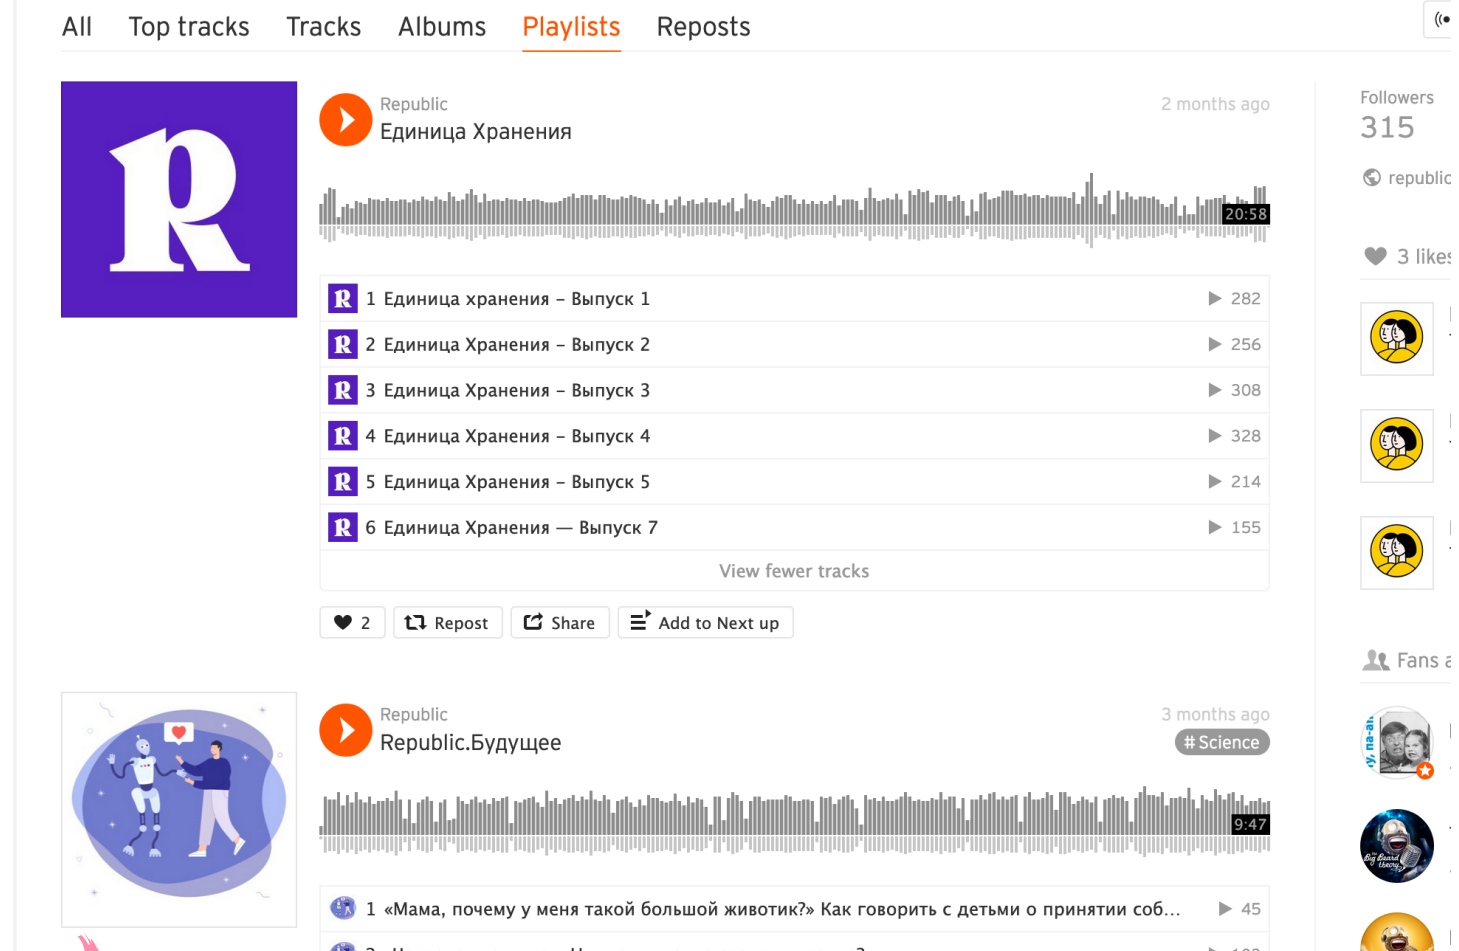 All Top tracks Tracks Albums Playlists Reposts
Republic
2 months ago
Единица Хранения
20:58
1 Единица хранения – Выпуск 1
282
2 Единица Хранения – Выпуск 2
256
3 Единица Хранения – Выпуск 3
308
4 Единица Хранения – Выпуск 4
328
5 Единица Хранения – Выпуск 5
214
6 Единица Хранения — Выпуск 7
155
View fewer tracks
2 Repost Share Add to Next up
Republic
3 months ago
Republic.Будущее
# Science
9:47
1 «Мама, почему у меня такой большой животик?» Как говорить с детьми о принятии соб...
45
Followers
315
republic
3 likes
Fans
Big Beard
theory